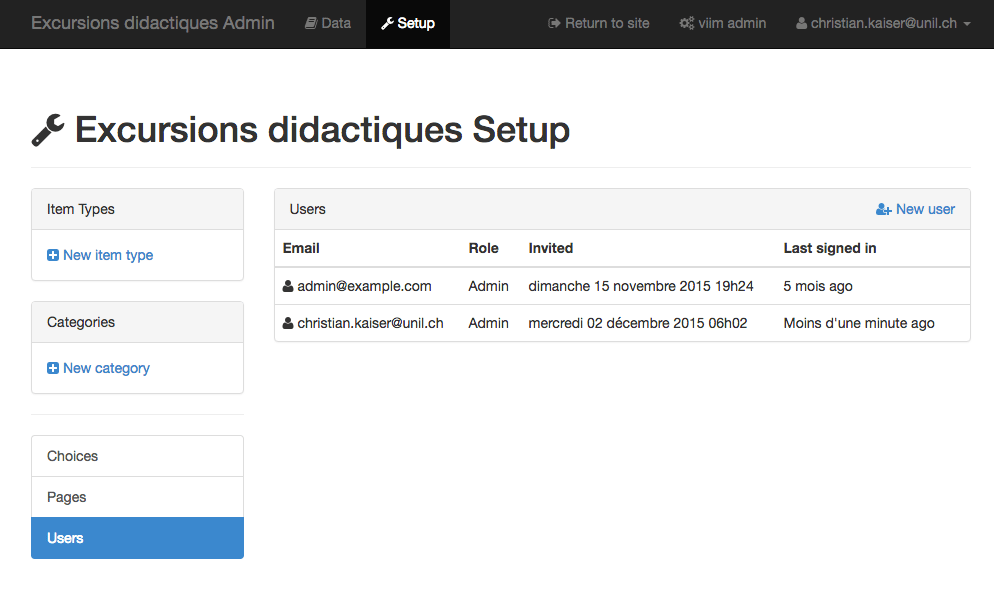 Excursions didactiques Admin Data Setup Return to site viim admin christian.kaiser@unil.ch
Excursions didactiques Setup
Item Types
New item type
Categories
New category
Choices
Pages
Users
Users New user
Email Role Invited Last signed in
admin@example.com Admin dimanche 15 novembre 2015 19h24 5 mois ago
christian.kaiser@unil.ch Admin mercredi 02 décembre 2015 06h02 Moins d'une minute ago